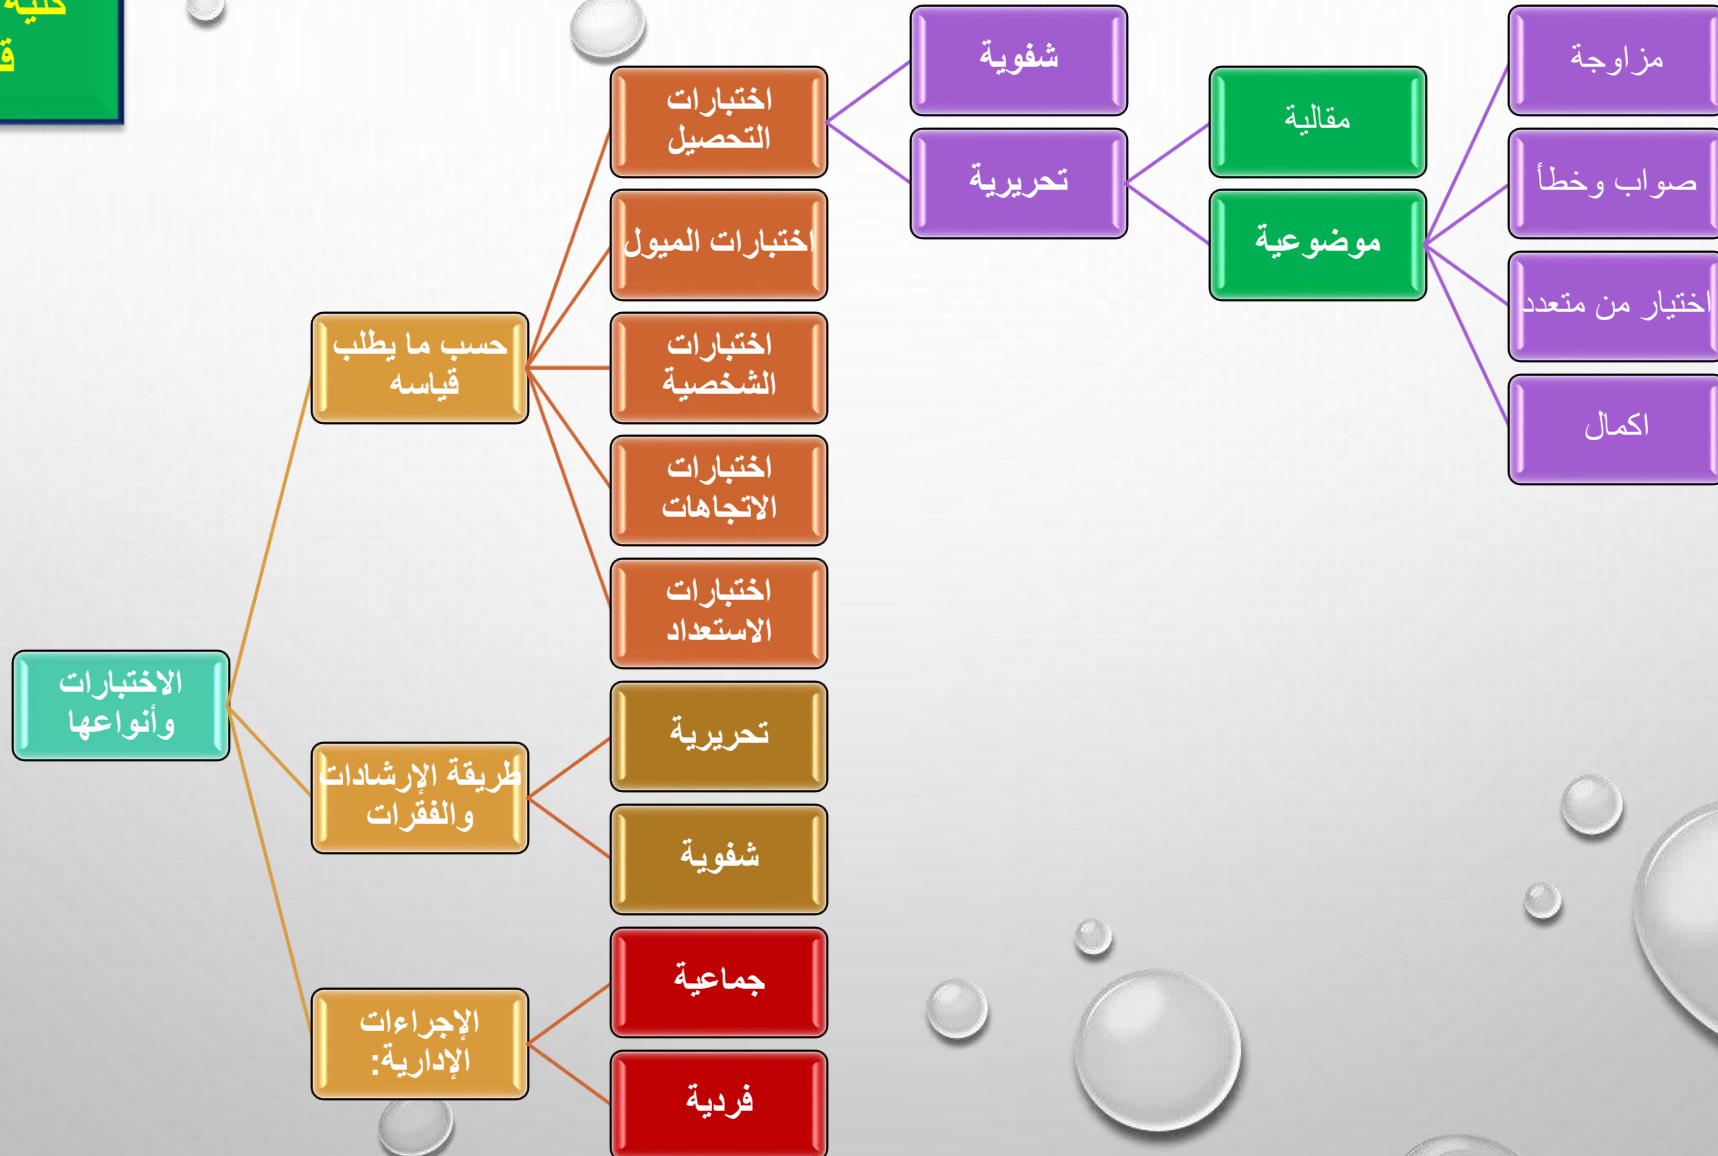 كلية
الاختبارات
وأنواعها
حسب ما يطلب
قياسه
اختبارات
التحصيل
شفوية
تحريرية
مقالية
موضوعية
مزاوجة
صواب وخطأ
اختيار من متعدد
اكمال
اختبارات الميول
اختبارات
الشخصية
اختبارات
الاتجاهات
اختبارات
الاستعداد
طريقة الإرشادات
والفقرات
تحريرية
شفوية
الإجراءات
الإدارية:
جماعية
فردية